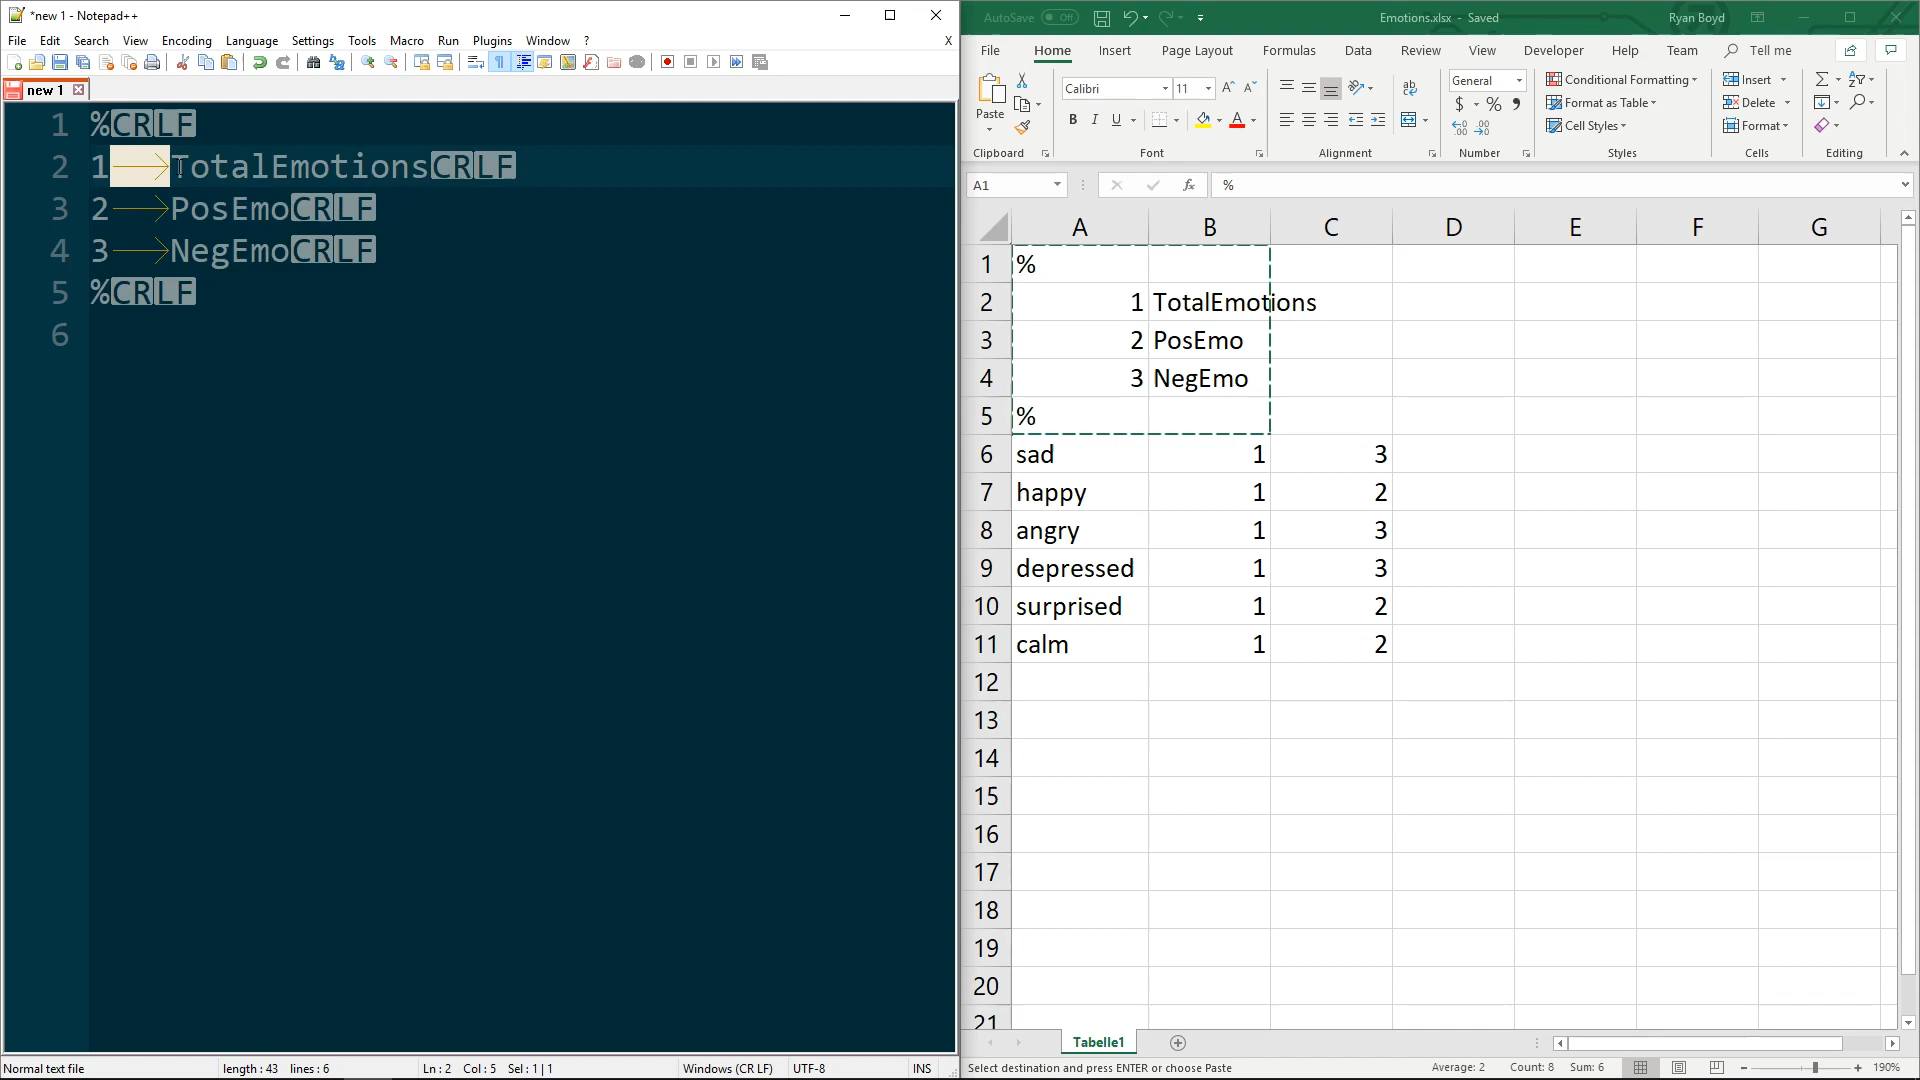 *new 1 - Notepad++
File Edit Search View Encoding Language Settings Tools Macro Run Plugins Window ? X
new 1
1 %CRLF
2 1 TotalEmotionsCRLF
3 2 PosEmoCRLF
4 3 NegEmoCRLF
5 %CRLF
6
Normal text file length : 43 lines : 6 Ln : 2 Col : 5 Sel : 1 | 1 Windows (CR LF) UTF-8 INS
AutoSave Off Emotions.xlsx - Saved Ryan Boyd
File Home Insert Page Layout Formulas Data Review View Developer Help Team Tell me
Paste
Calibri 11
B I U A
ab
General
$ % 9
Conditional Formatting
Format as Table
Cell Styles
Insert
Delete
Format
Clipboard Font Alignment Number Styles Cells Editing
A1 fx %
A B C D E F G
1 %
2 1 TotalEmotions
3 2 PosEmo
4 3 NegEmo
5 %
6 sad 1 3
7 happy 1 2
8 angry 1 3
9 depressed 1 3
10 surprised 1 2
11 calm 1 2
12
13
14
15
16
17
18
19
20
21
Tabelle1
Select destination and press ENTER or choose Paste Average: 2 Count: 8 Sum: 6 190%